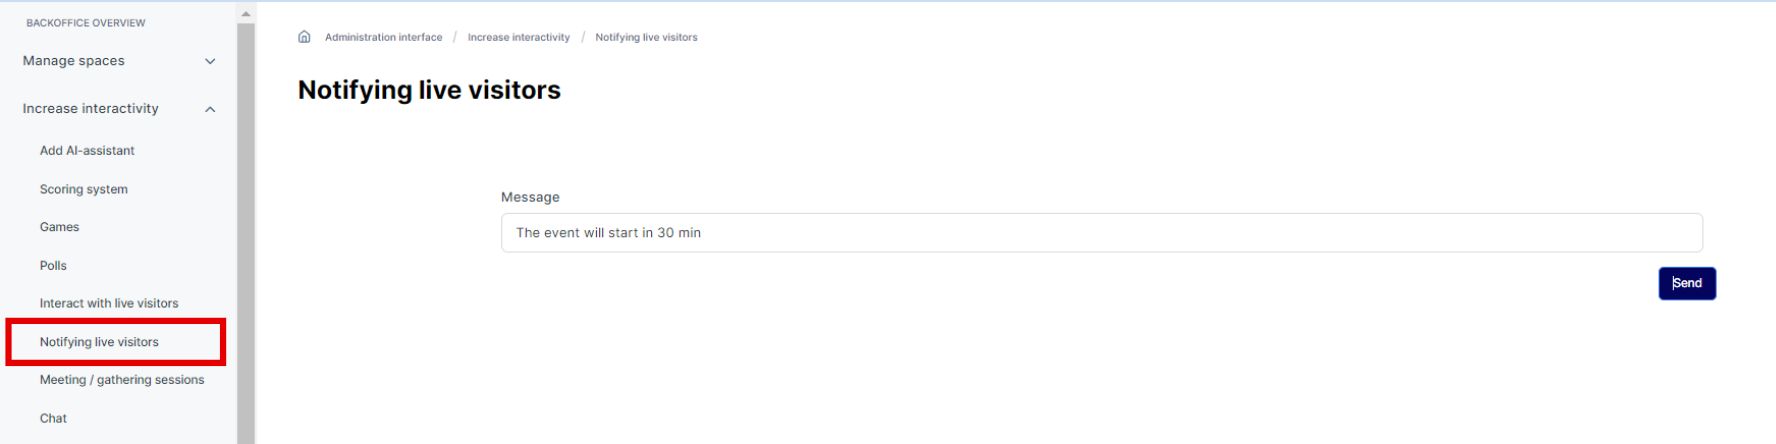 BACKOFFICE OVERVIEW
Manage spaces
Increase interactivity
Add AI-assistant
Scoring system
Games
Polls
Interact with live visitors
Notifying live visitors
Meeting / gathering sessions
Chat
Administration interface / Increase interactivity / Notifying live visitors
Notifying live visitors
Message
The event will start in 30 min
Send